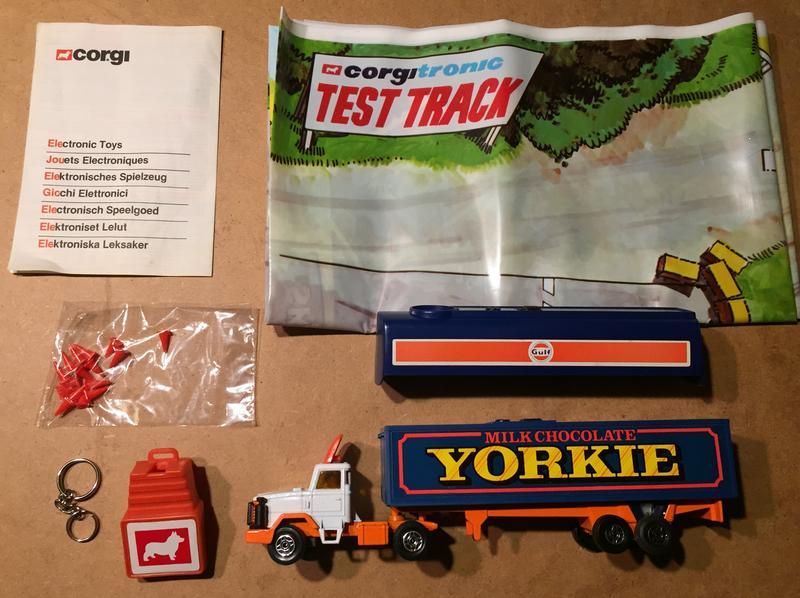 CORGI
Electronic Toys
Jouets Electroniques
Elektronisches Spielzeug
Giochi Elettronici
Electronisch Speelgoed
Elektroniset Lelut
Elektroniska Leksaker
corgitronic
TEST TRACK
Gulf
MILK CHOCOLATE
YORKIE